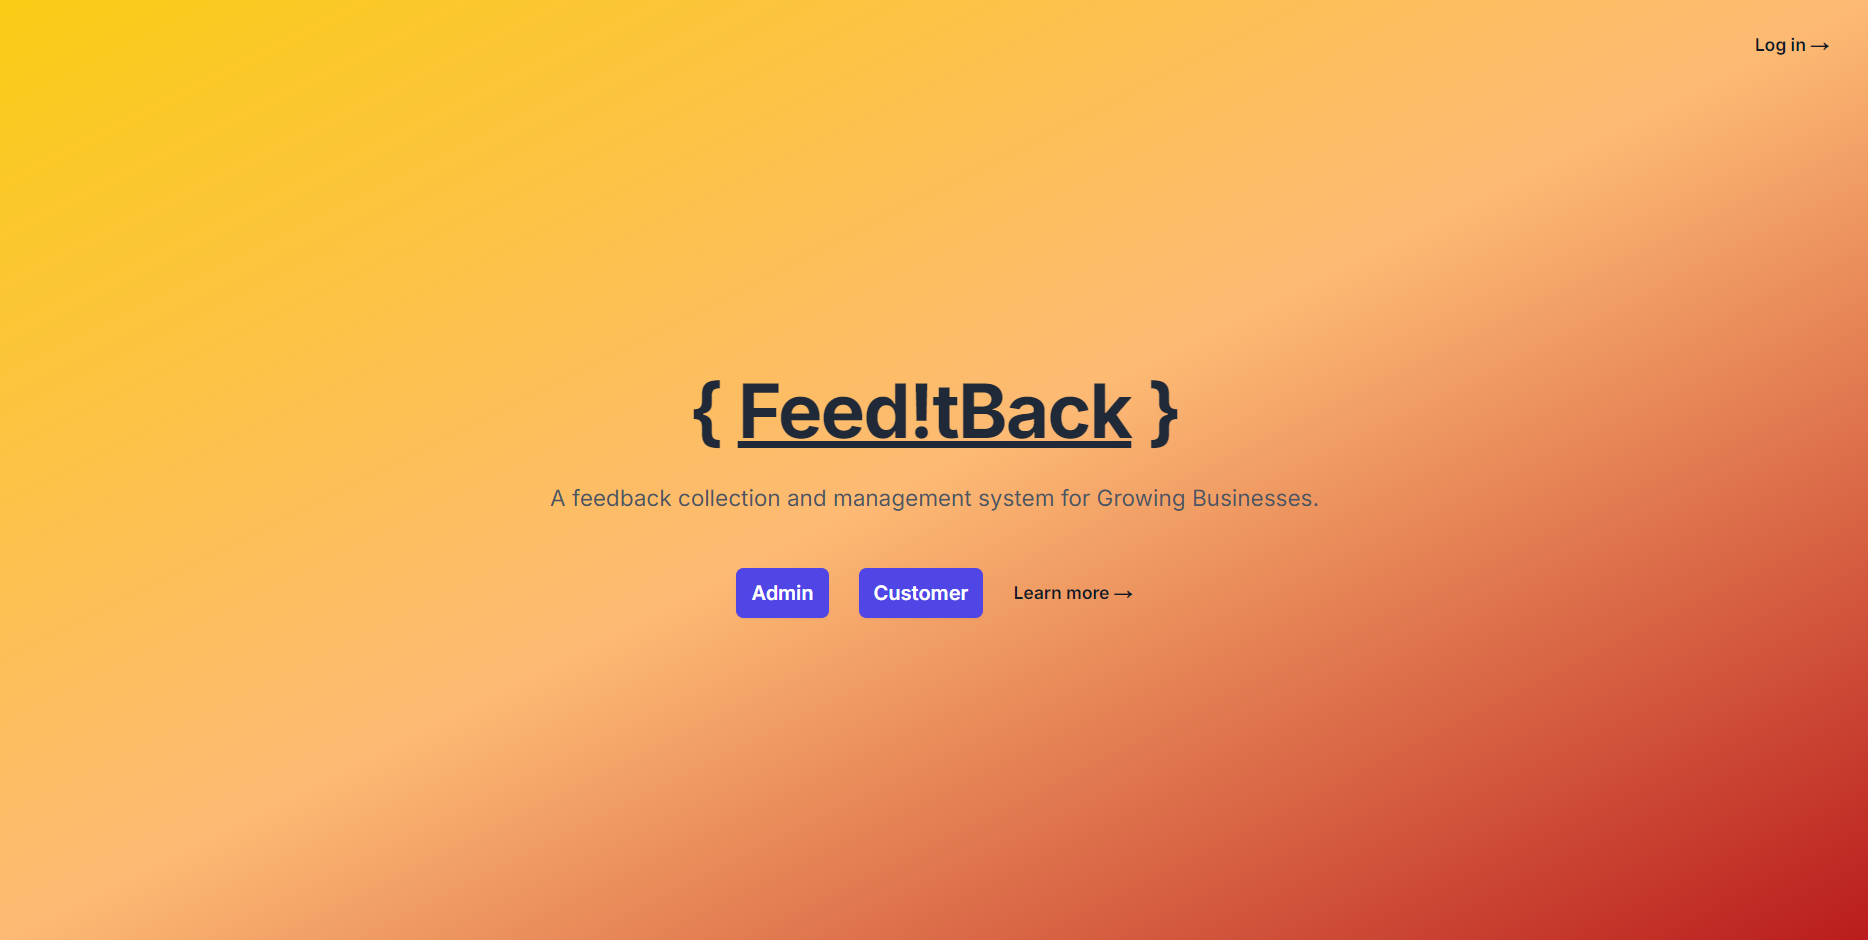 Log in →
{ Feed!tBack }
A feedback collection and management system for Growing Businesses.
Admin Customer Learn more →